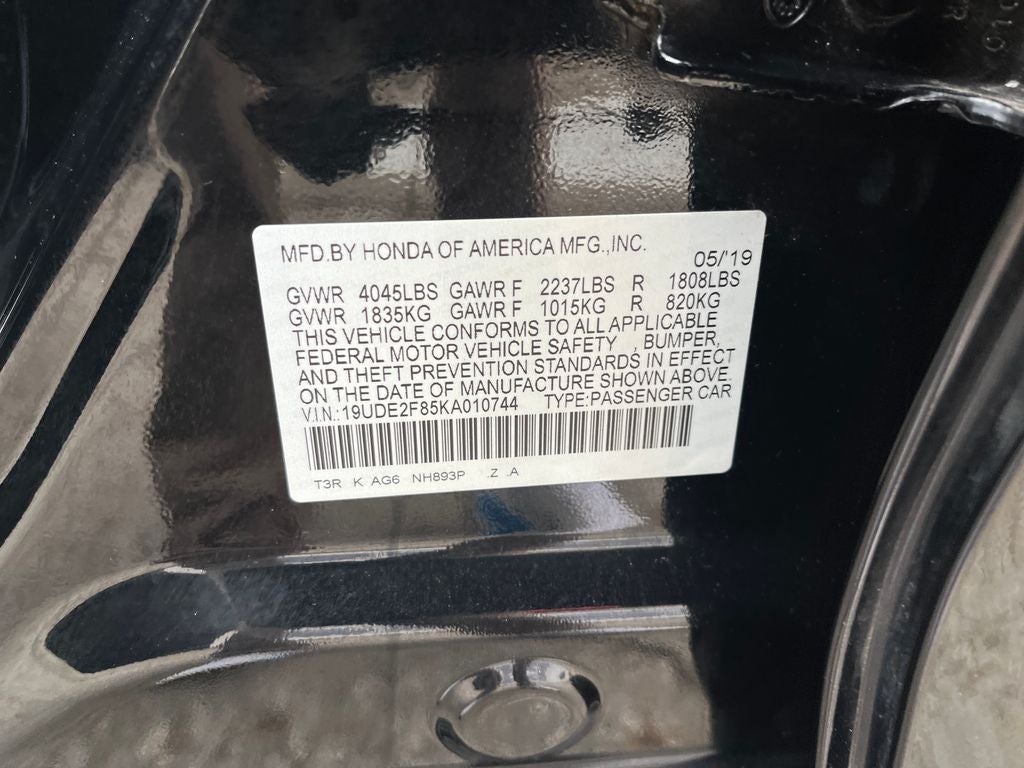 MFD.BY HONDA OF AMERICA MFG.,INC.
05/'19
GVWR 4045LBS GAWR F 2237LBS R 1808LBS
GVWR 1835KG GAWR F 1015KG R 820KG
THIS VEHICLE CONFORMS TO ALL APPLICABLE
FEDERAL MOTOR VEHICLE SAFETY , BUMPER,
AND THEFT PREVENTION STANDARDS IN EFFECT
ON THE DATE OF MANUFACTURE SHOWN ABOVE.
V.I.N.:19UDE2F85KA010744 TYPE:PASSENGER CAR
T3R K AG6 NH893P .Z .A